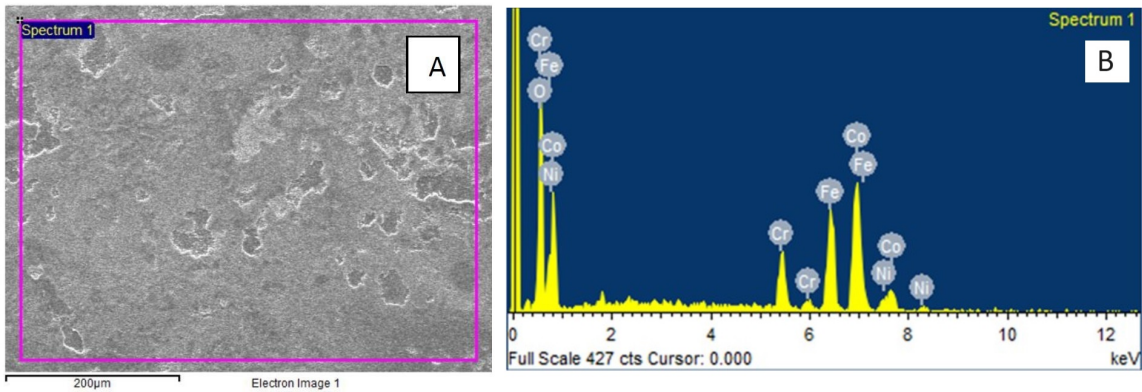 Spectrum 1
A
200µm
Electron Image 1
Spectrum 1
B
Cr
Fe
O
Co
Ni
Cr
Cr
Fe
Co
Fe
Co
Ni
Ni
0 2 4 6 8 10 12
Full Scale 427 cts Cursor: 0.000 keV